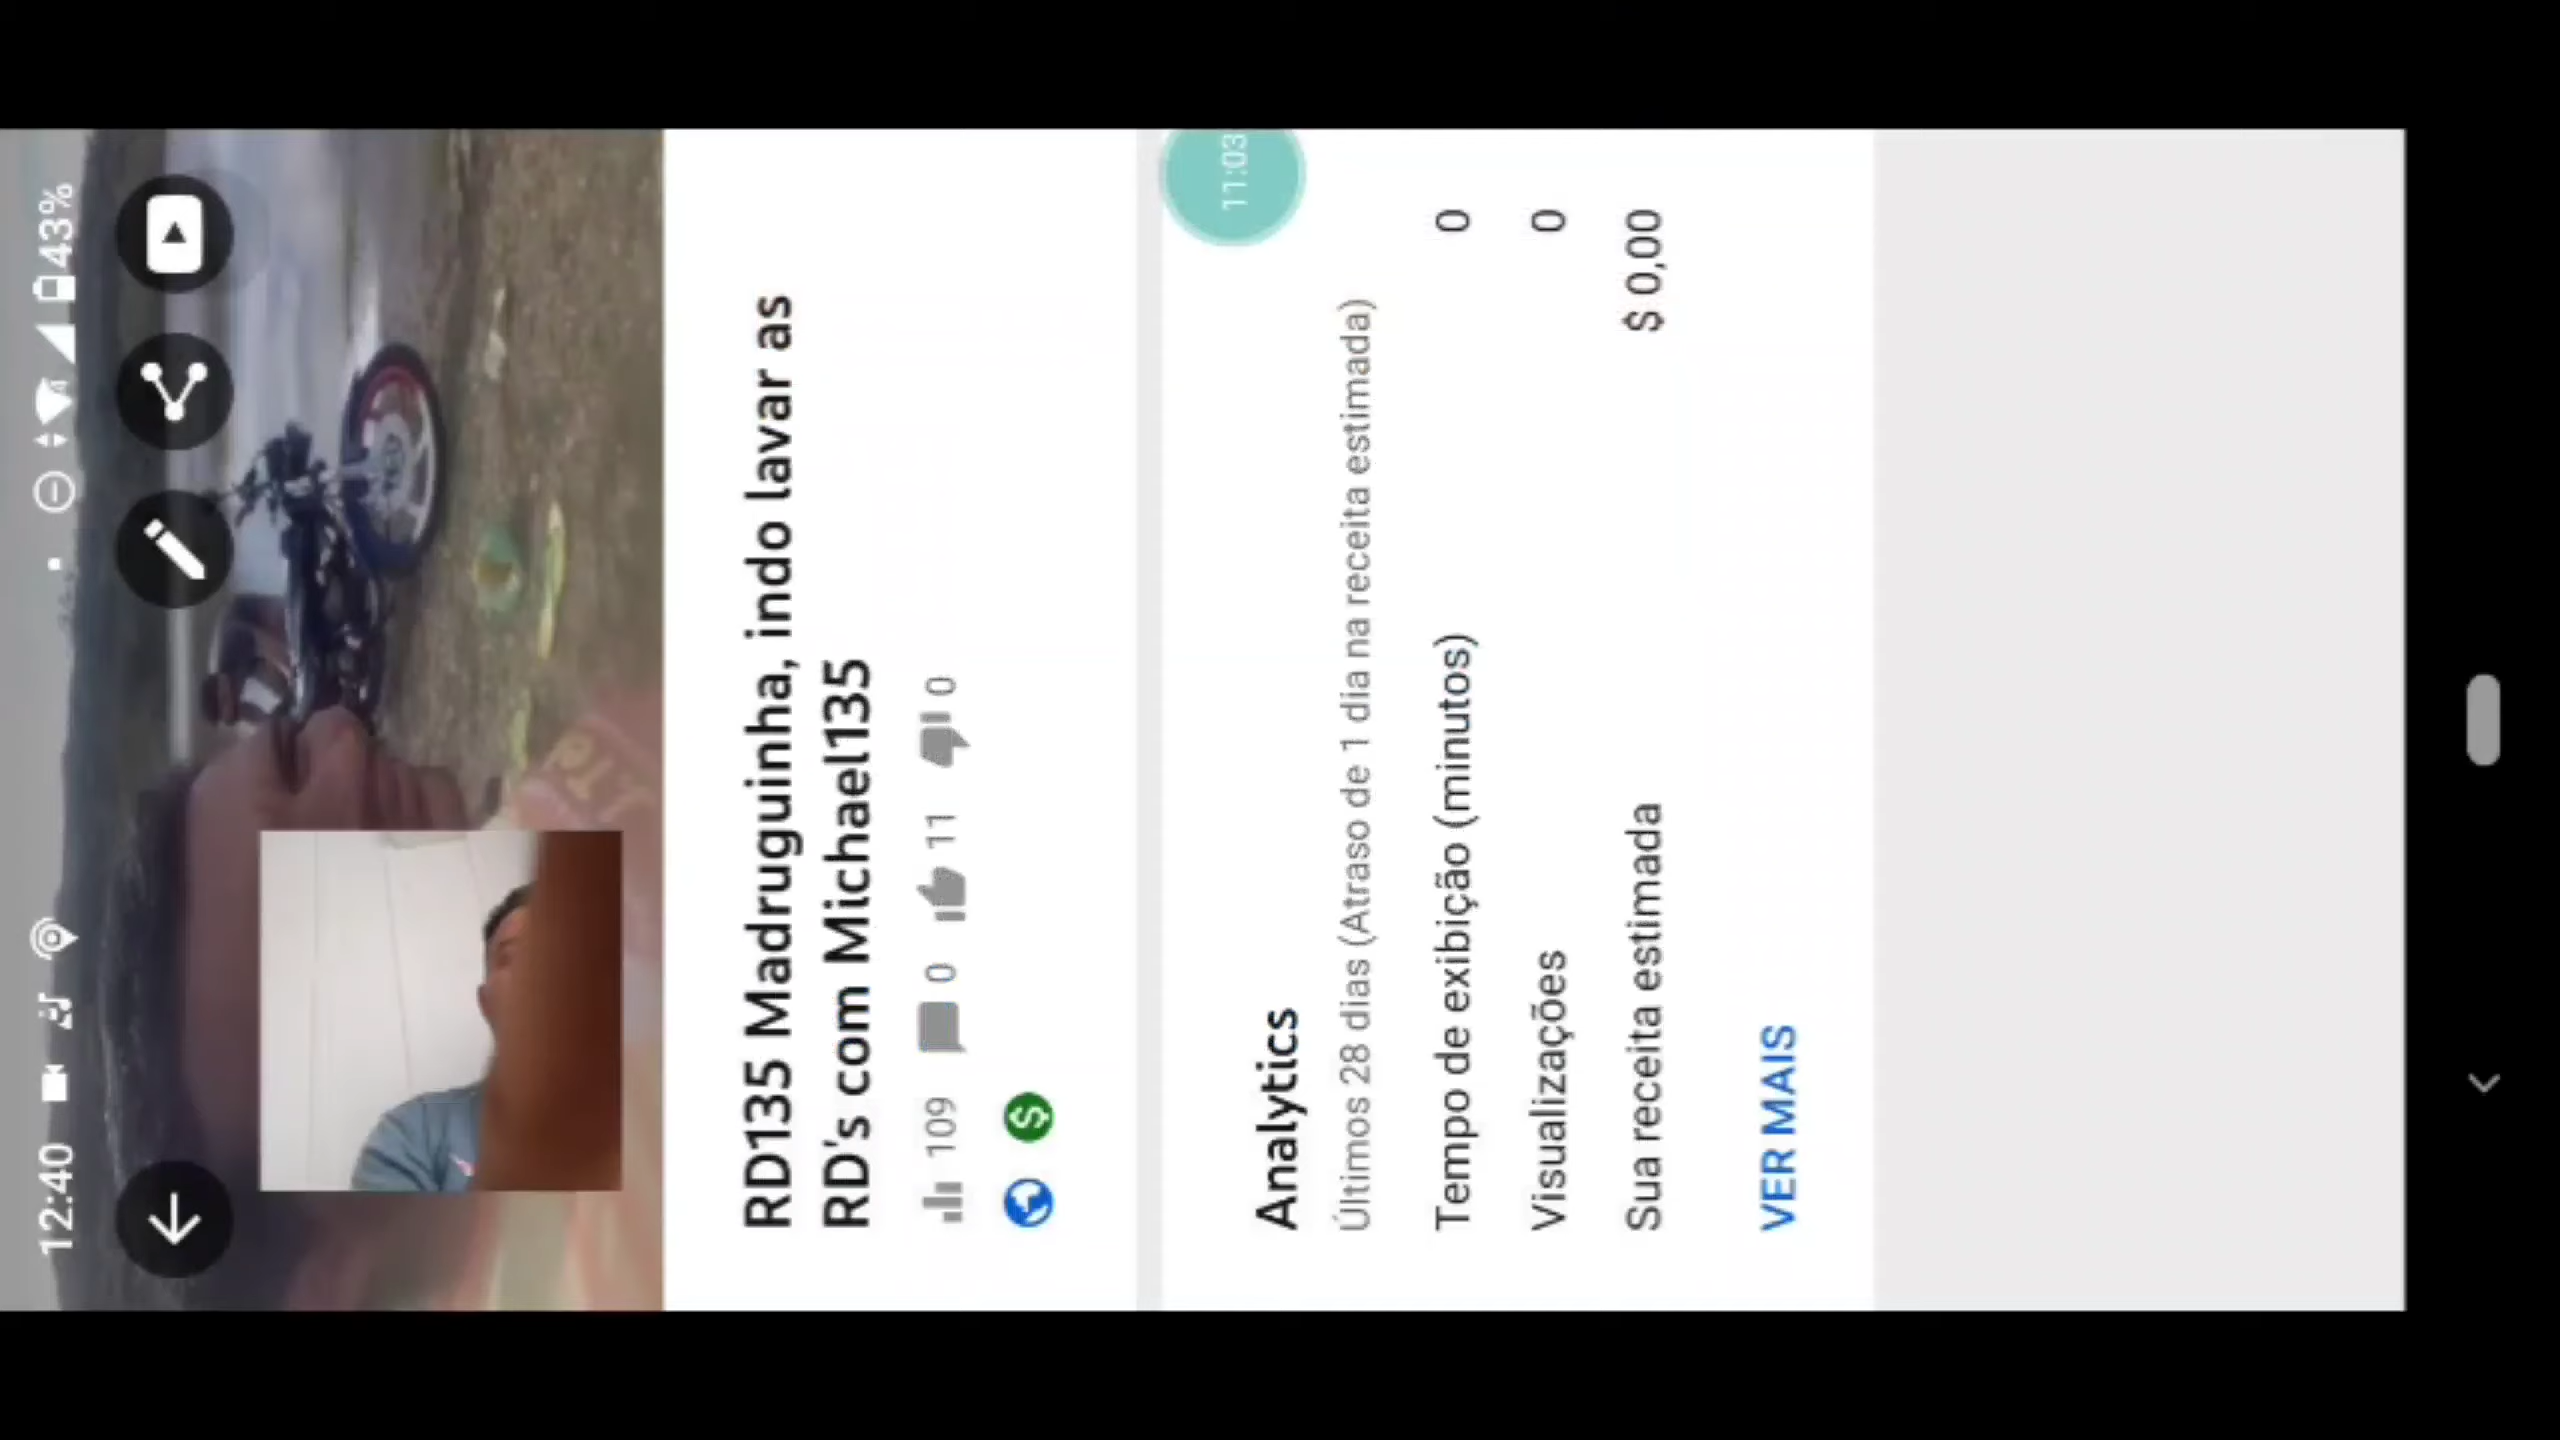 12:40
43%
RD135 Madruguinha, indo lavar as
RD's com Michael135
109 0 11 0
11:03
Analytics
Últimos 28 dias (Atraso de 1 dia na receita estimada)
Tempo de exibição (minutos) 0
Visualizações 0
Sua receita estimada $ 0,00
VER MAIS